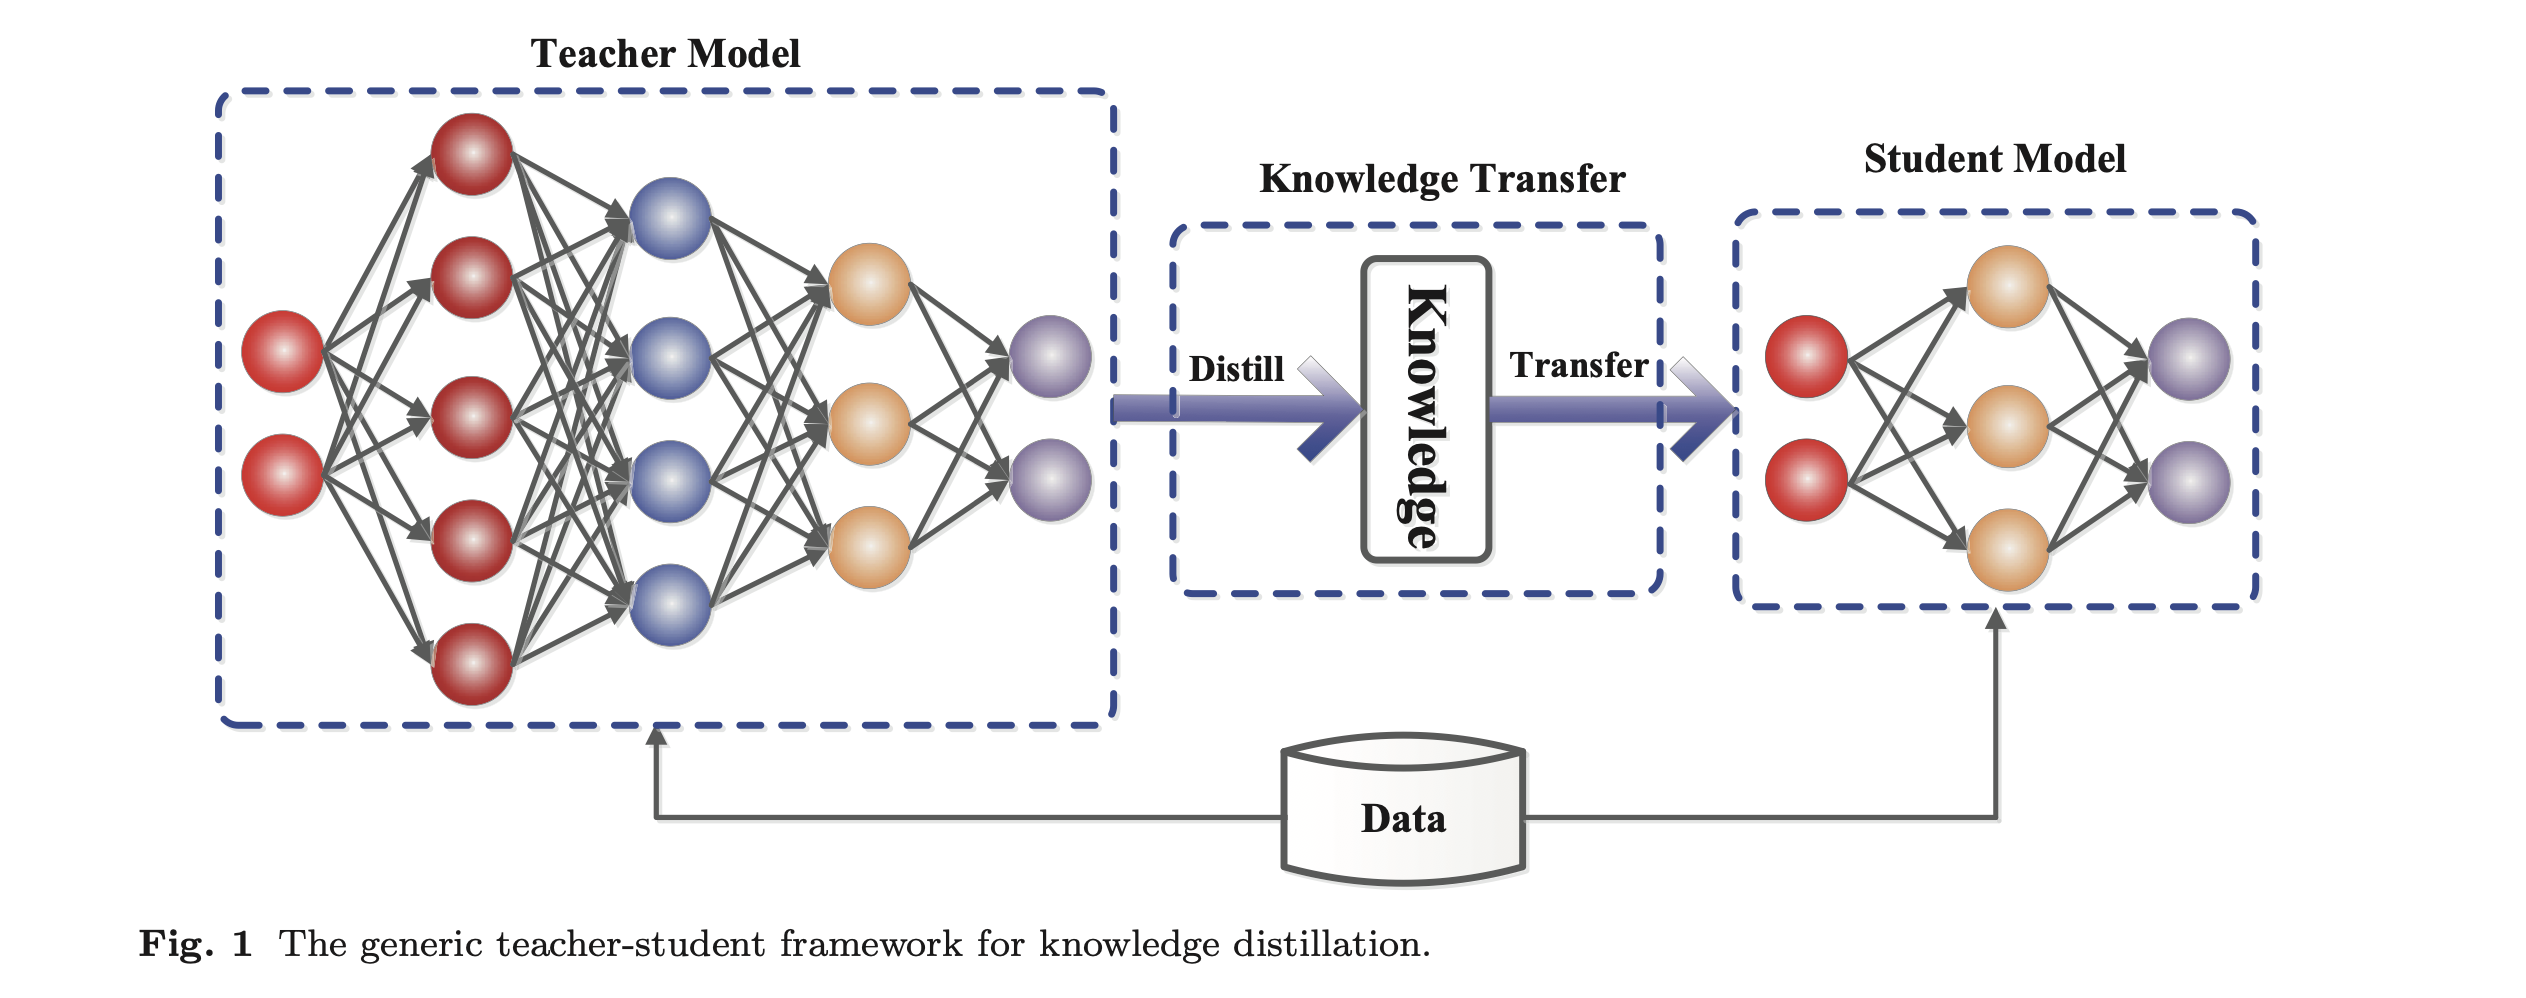 Teacher Model
Knowledge Transfer
Student Model
Distill
Knowledge
Transfer
Data
Fig. 1 The generic teacher-student framework for knowledge distillation.